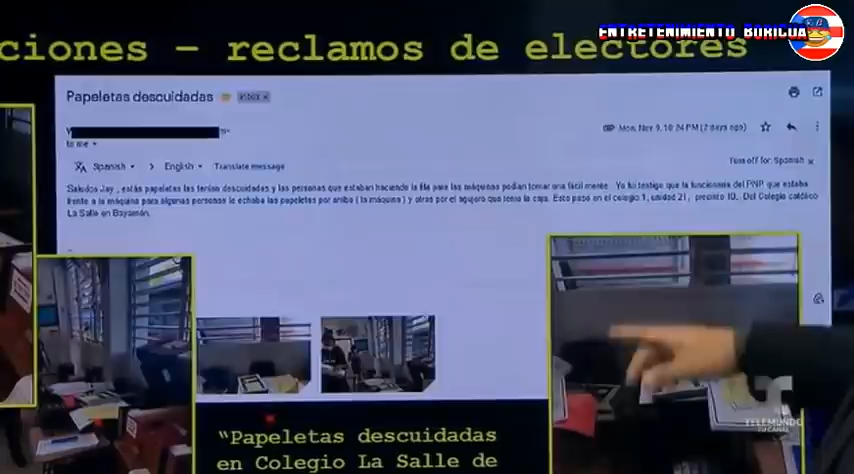 ciones – reclamos de electores
ENTRETENIMIENTO BORICUA
Papeletas descuidadas
Inbox ×
Mon, Nov 9, 10:24 PM (2 days ago)
to me
Spanish > English Translate message
Turn off for: Spanish x
Saludos Jay , estás papeletas las tenían descuidadas y las personas que estaban haciendo la fila para las máquinas podían tomar una fácil mente. Yo fui testigo que la funcionaria del PNP que estaba
frente a la máquina para algunas personas le echaba las papeletas por arriba ( la máquina ) y otras por el agujero que tenía la caja. Esto pasó en el colegio 1, unidad 21, precinto 10. Del Colegio católico
La Salle en Bayamón.
"Papeletas descuidadas
en Colegio La Salle de
TELEMUNDO
TU CANAL